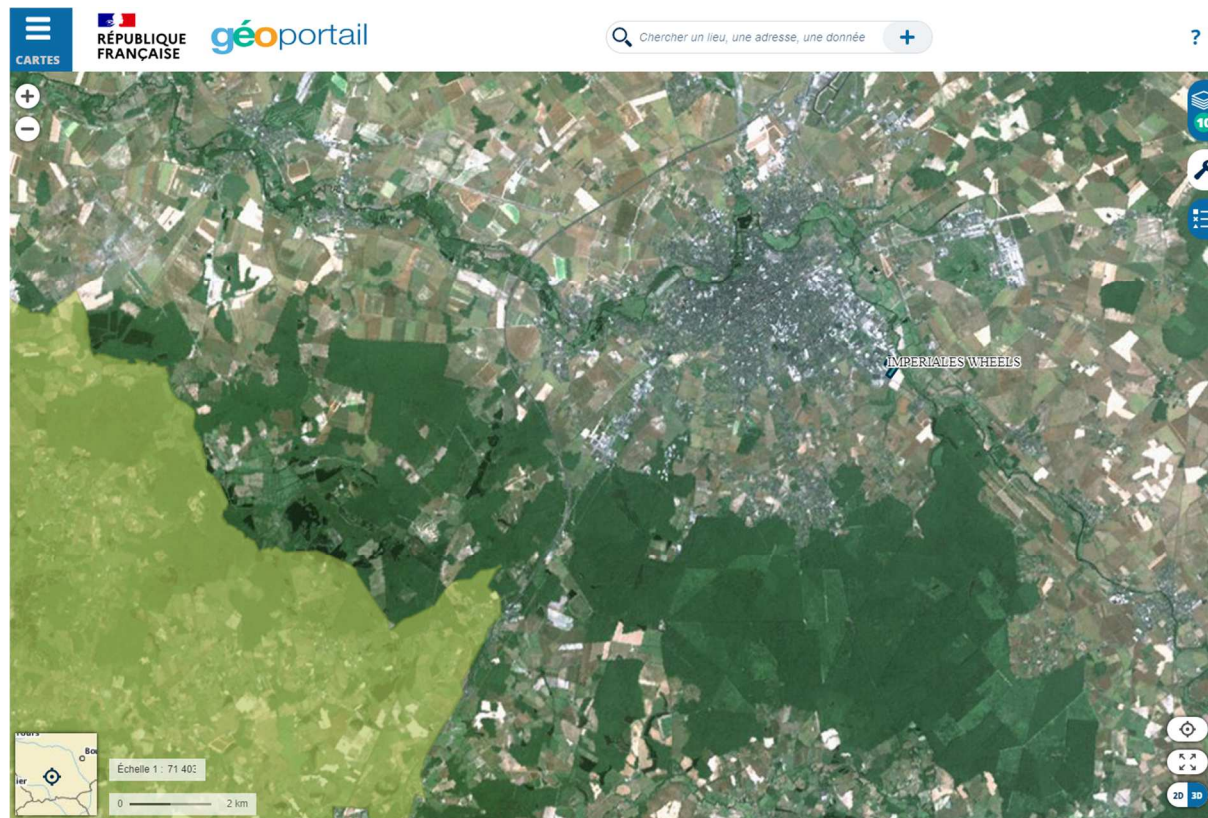 CARTES
RÉPUBLIQUE
FRANÇAISE
géoportail
Chercher un lieu, une adresse, une donnée
+
?
+
−
10
IMPERIALES WHEELS
Échelle 1 : 71 403
0 2 km
2D 3D